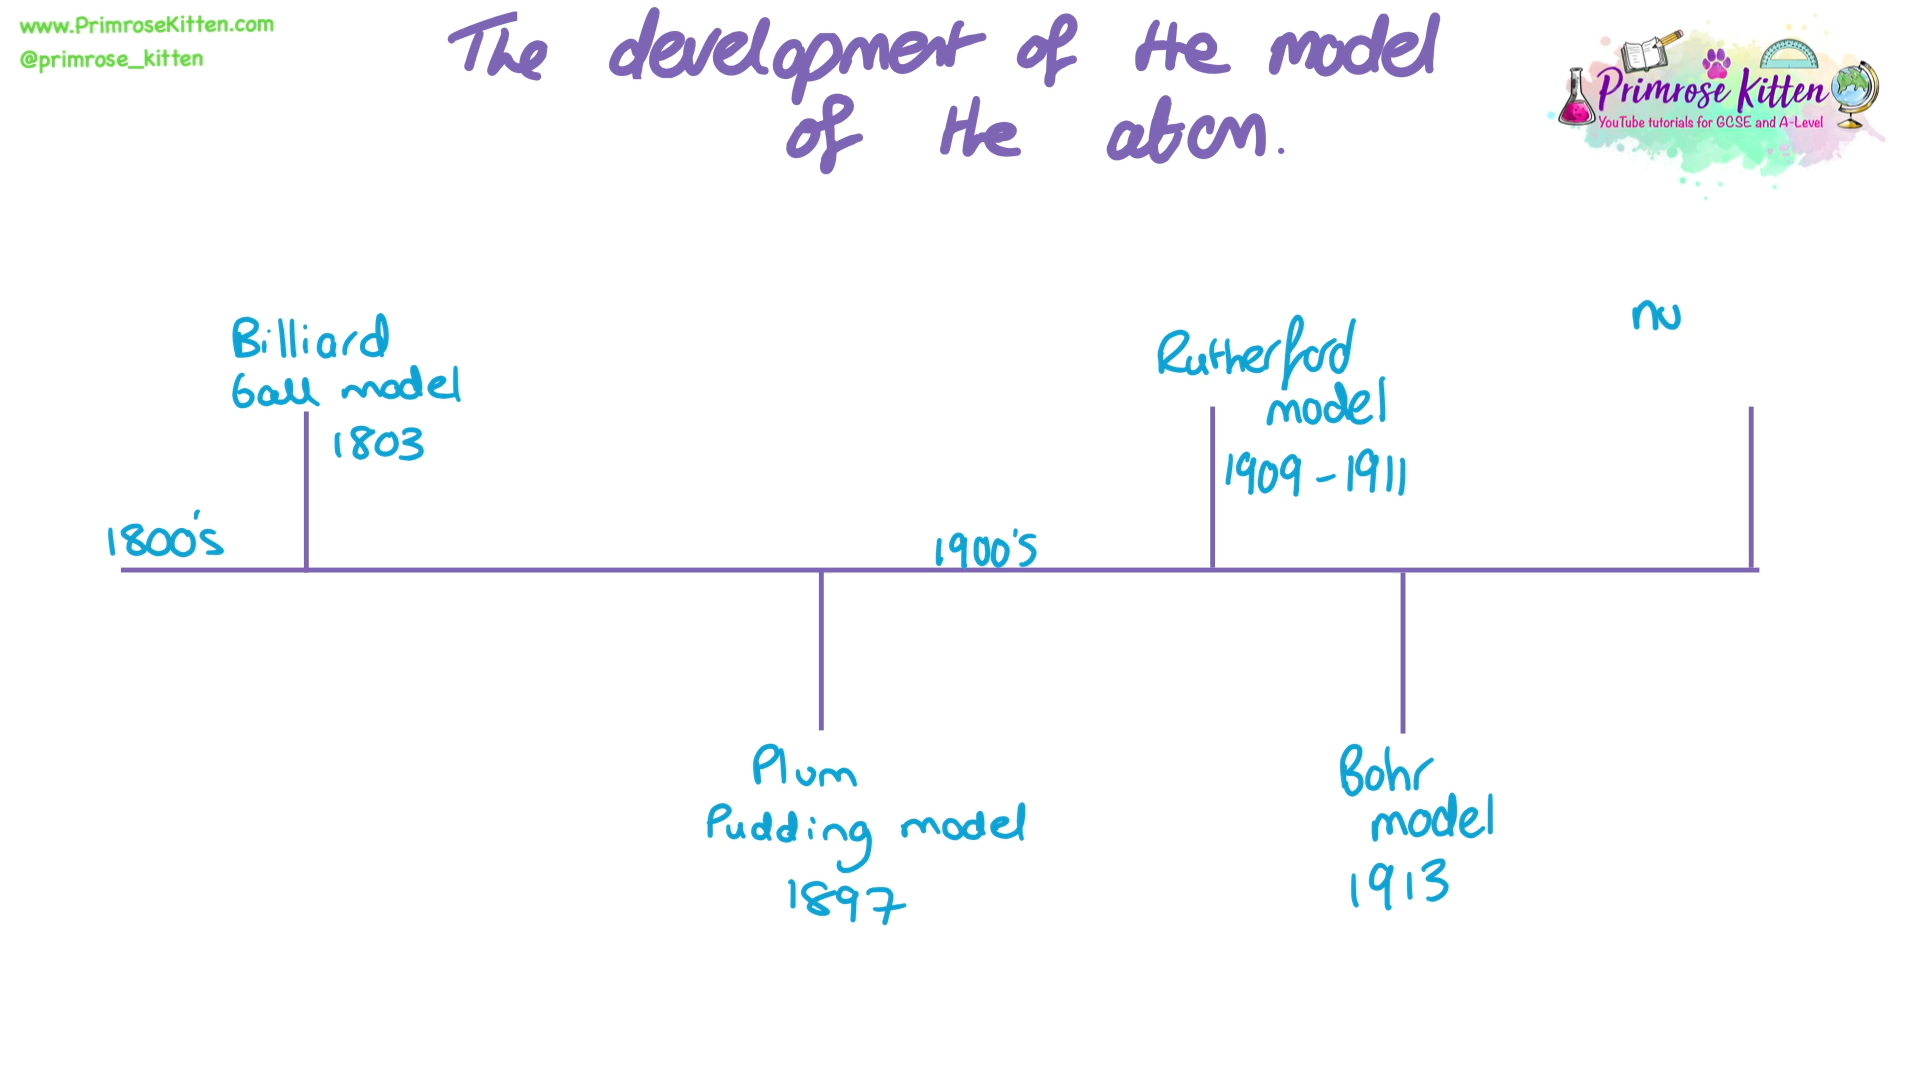 www.PrimroseKitten.com
@primrose_kitten
The development of the model
of the atom.
Primrose Kitten
YouTube tutorials for GCSE and A-Level
Billiard
ball model
1803
Rutherford
model
1909-1911
nu
1800's
1900's
Plum
Pudding model
1897
Bohr
model
1913